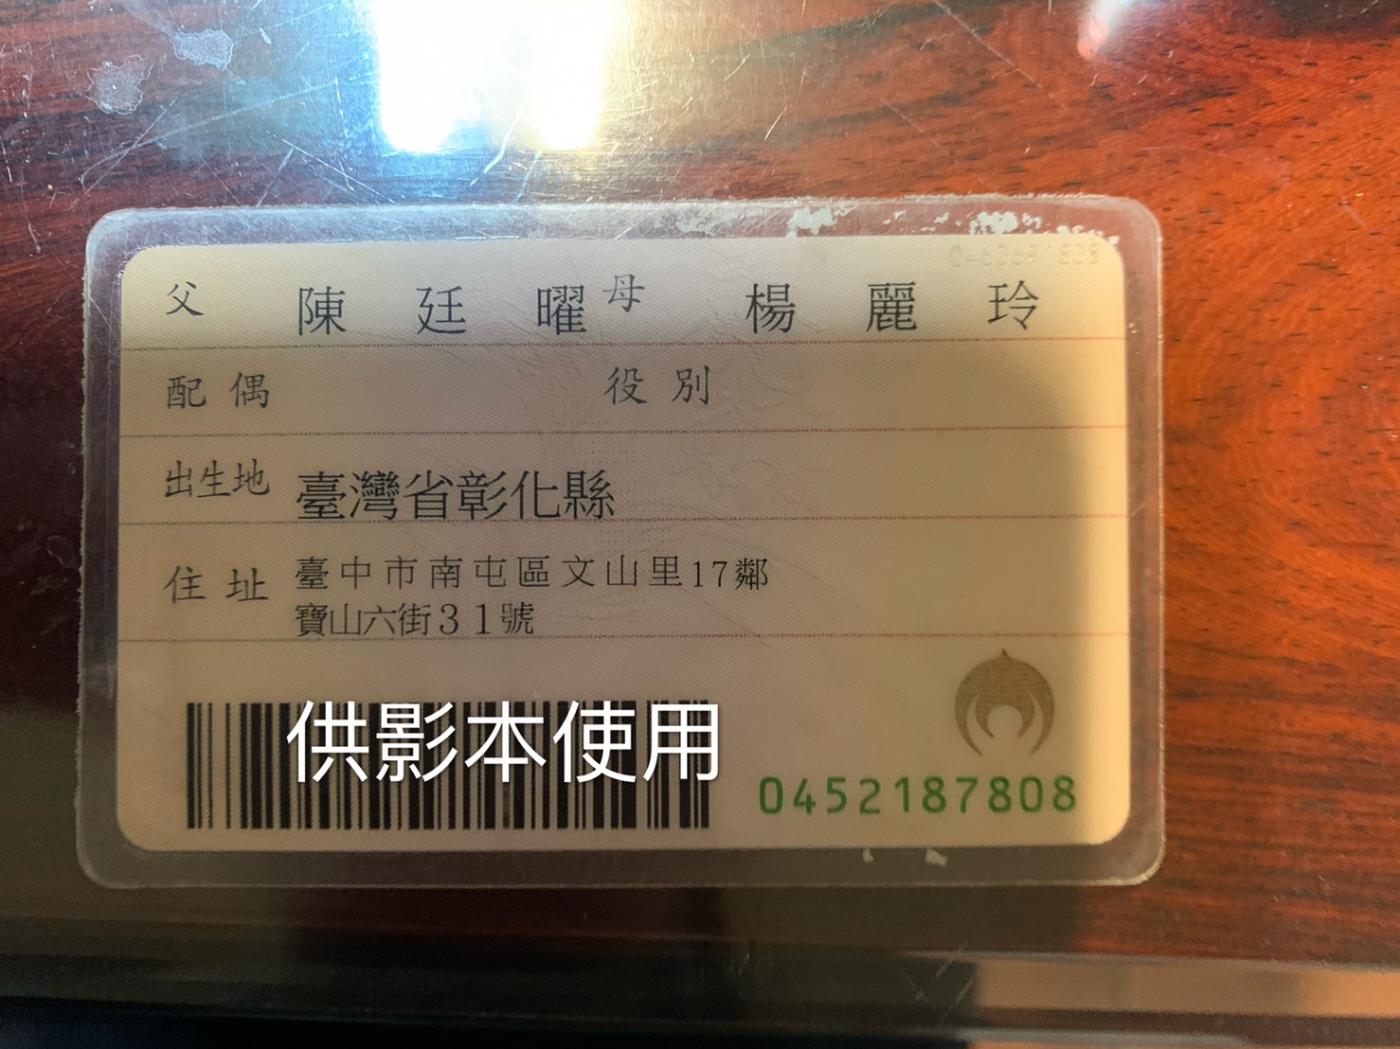 父 陳廷曜 母 楊麗玲
配偶 役別
出生地 臺灣省彰化縣
住址 臺中市南屯區文山里17鄰
寶山六街31號
供影本使用
0452187808